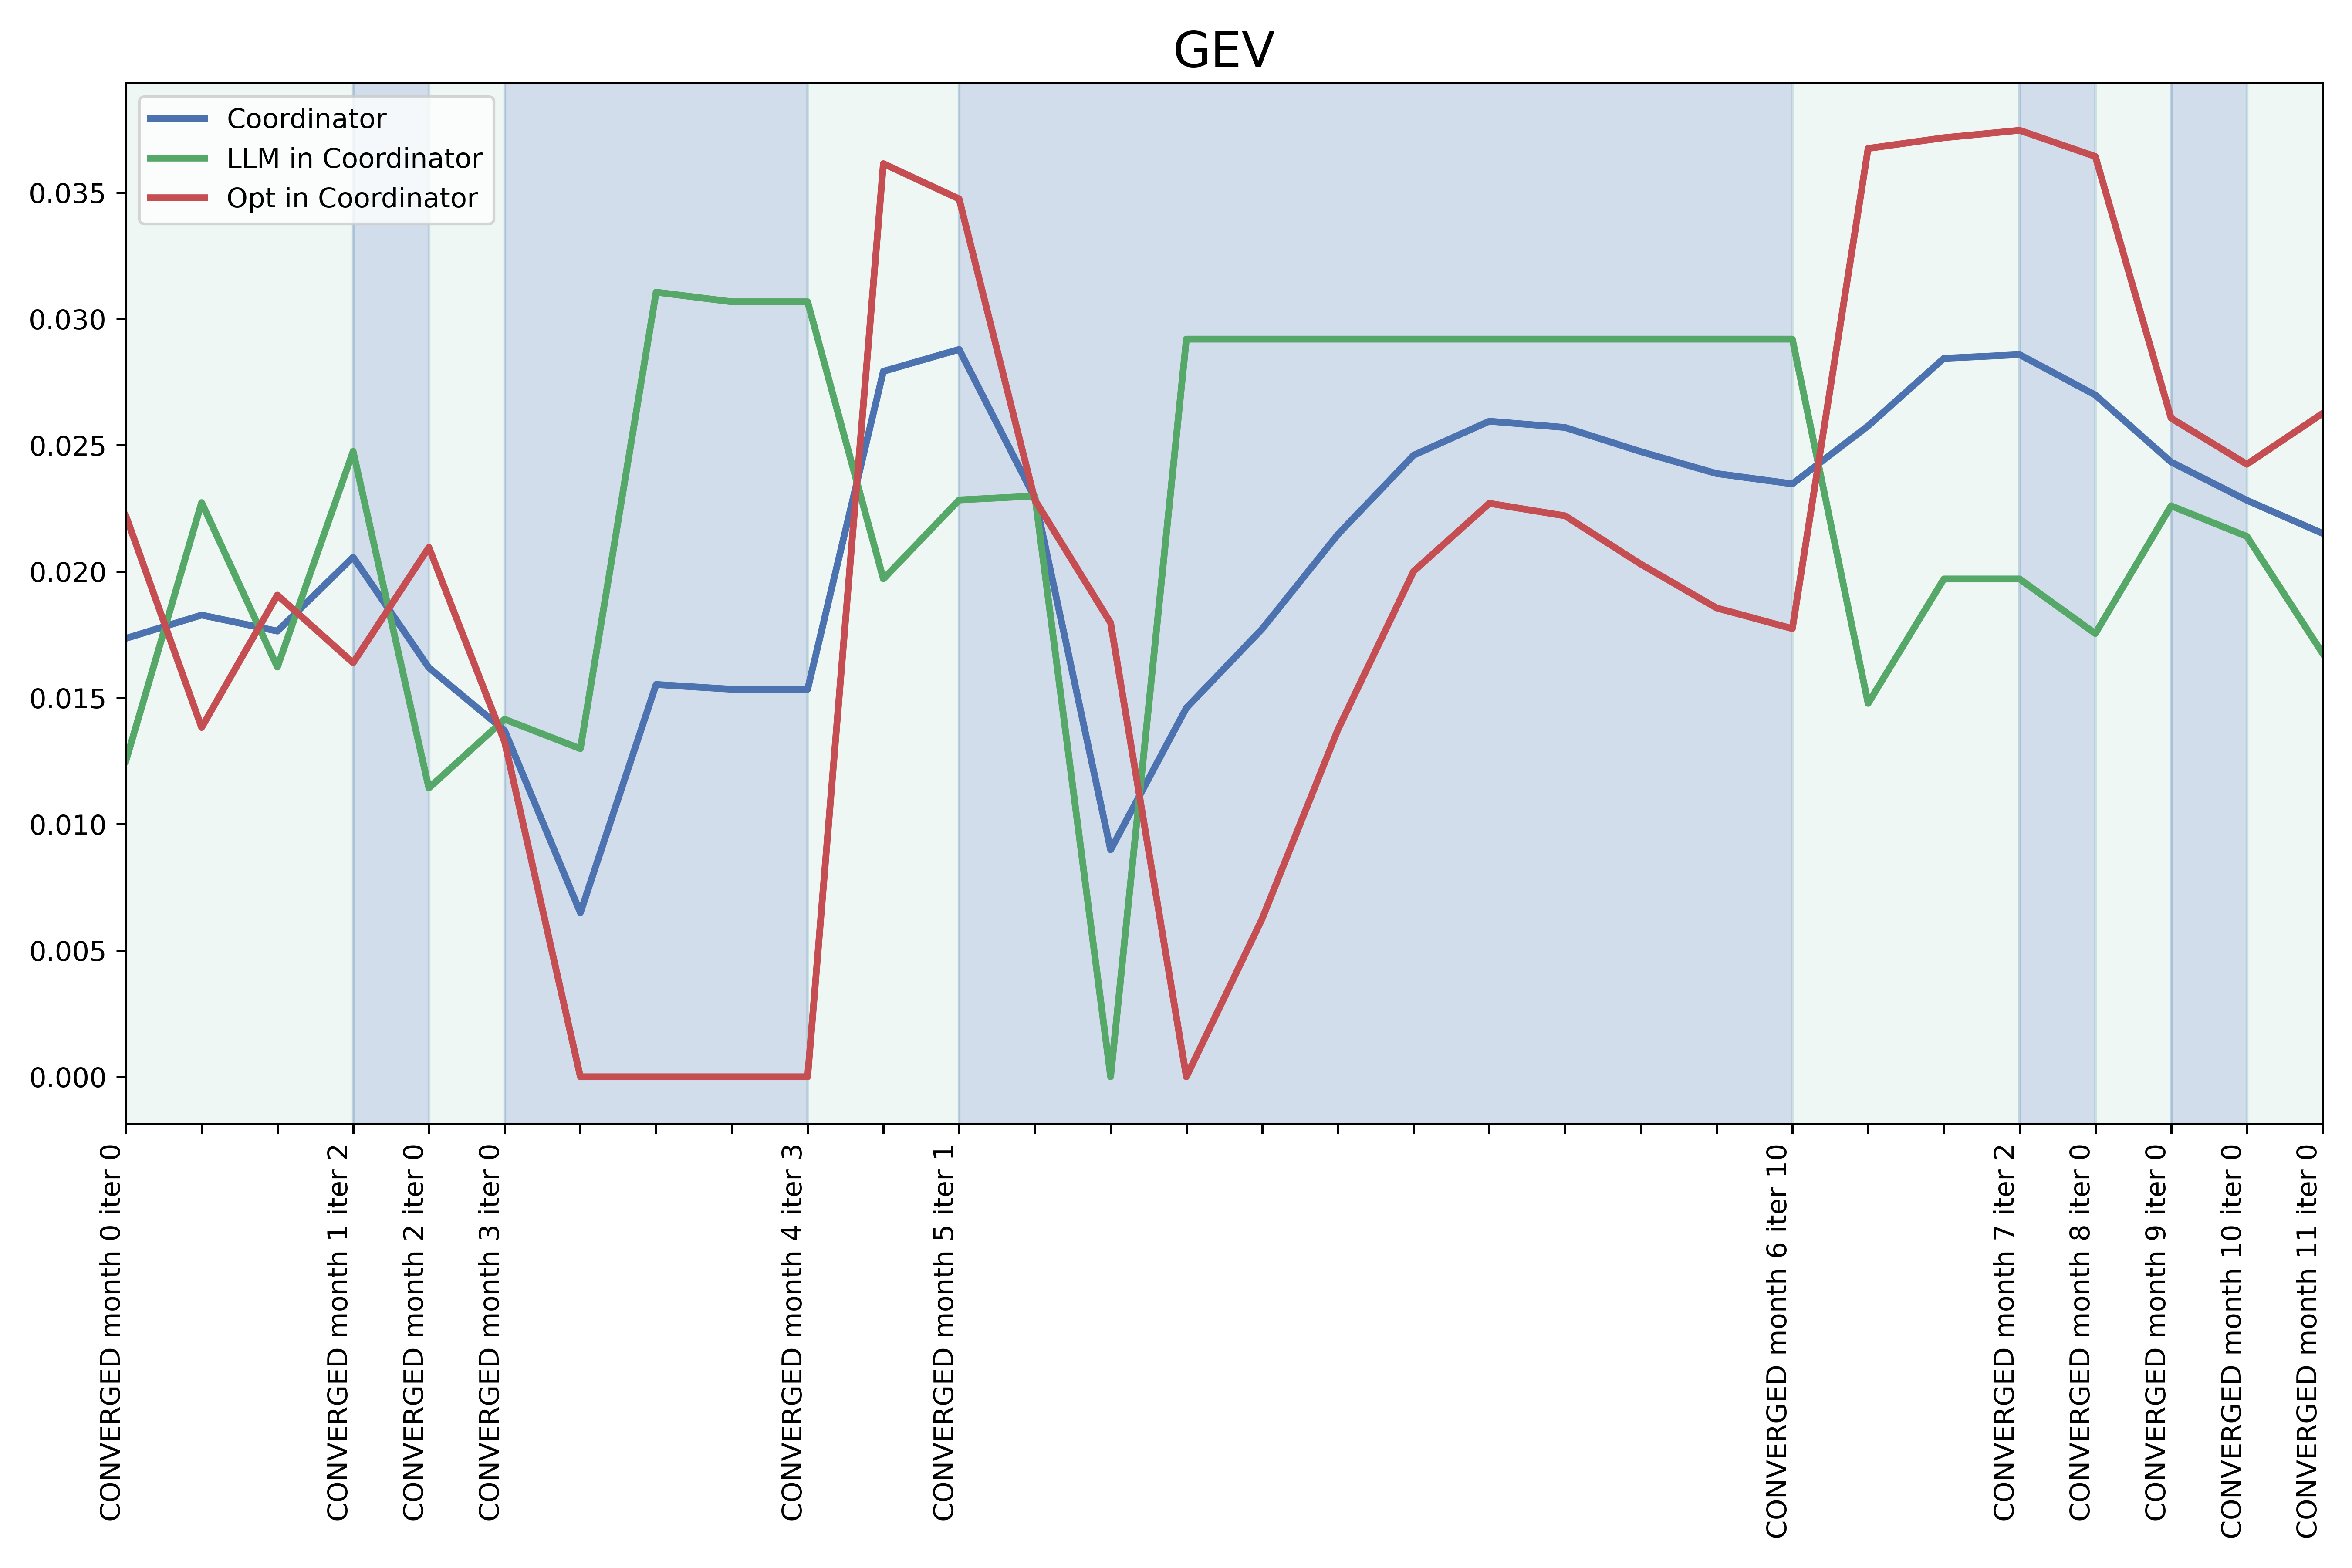 GEV
Coordinator
LLM in Coordinator
Opt in Coordinator
0.035
0.030
0.025
0.020
0.015
0.010
0.005
0.000
CONVERGED month 0 iter 0
CONVERGED month 1 iter 2
CONVERGED month 2 iter 0
CONVERGED month 3 iter 0
CONVERGED month 4 iter 3
CONVERGED month 5 iter 1
CONVERGED month 6 iter 10
CONVERGED month 7 iter 2
CONVERGED month 8 iter 0
CONVERGED month 9 iter 0
CONVERGED month 10 iter 0
CONVERGED month 11 iter 0